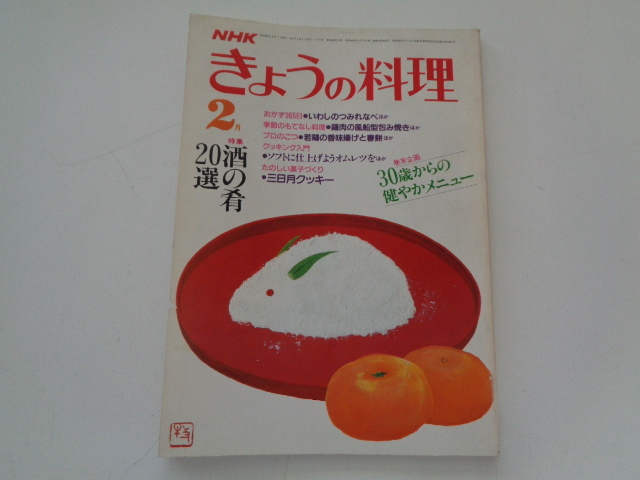 NHK
きょうの料理
2月
おかず365日●いわしのつみれなべほか
季節のもてなし料理●鶏肉の風船型包み焼きほか
プロのこつ●若鶏の香味揚げと春餅ほか
クッキング入門
●ソフトに仕上げようオムレツをほか
たのしい菓子づくり
●三日月クッキー
特集
酒の肴
20選
巻末企画
30歳からの
健やかメニュー